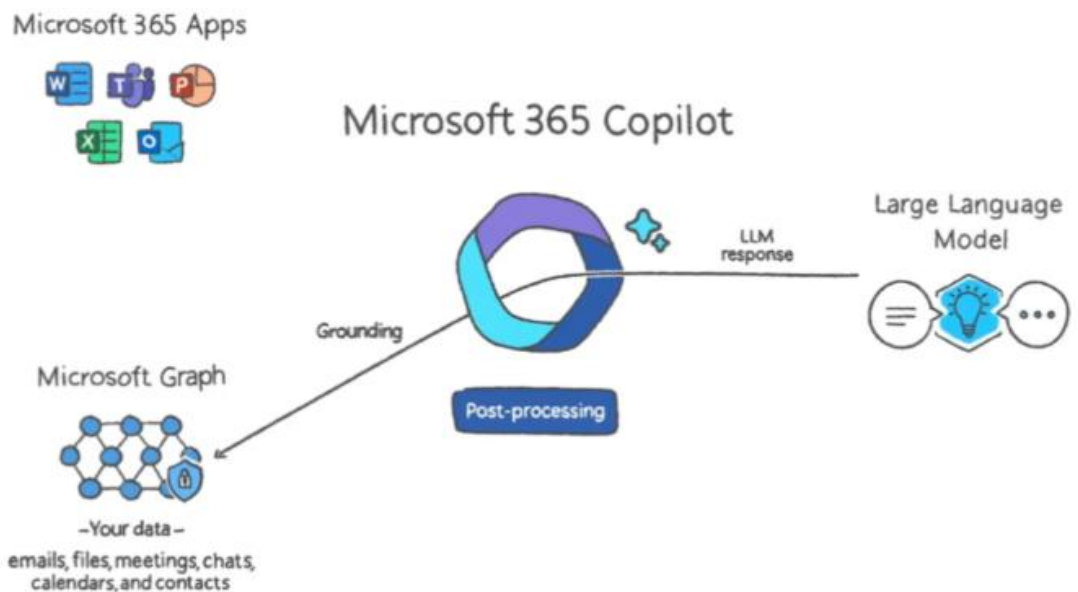 Microsoft 365 Apps
W
T
P
X
O
Microsoft 365 Copilot
Large Language
Model
LLM
response
Grounding
Microsoft Graph
Post-processing
-Your data-
emails, files, meetings, chats,
calendars, and contacts